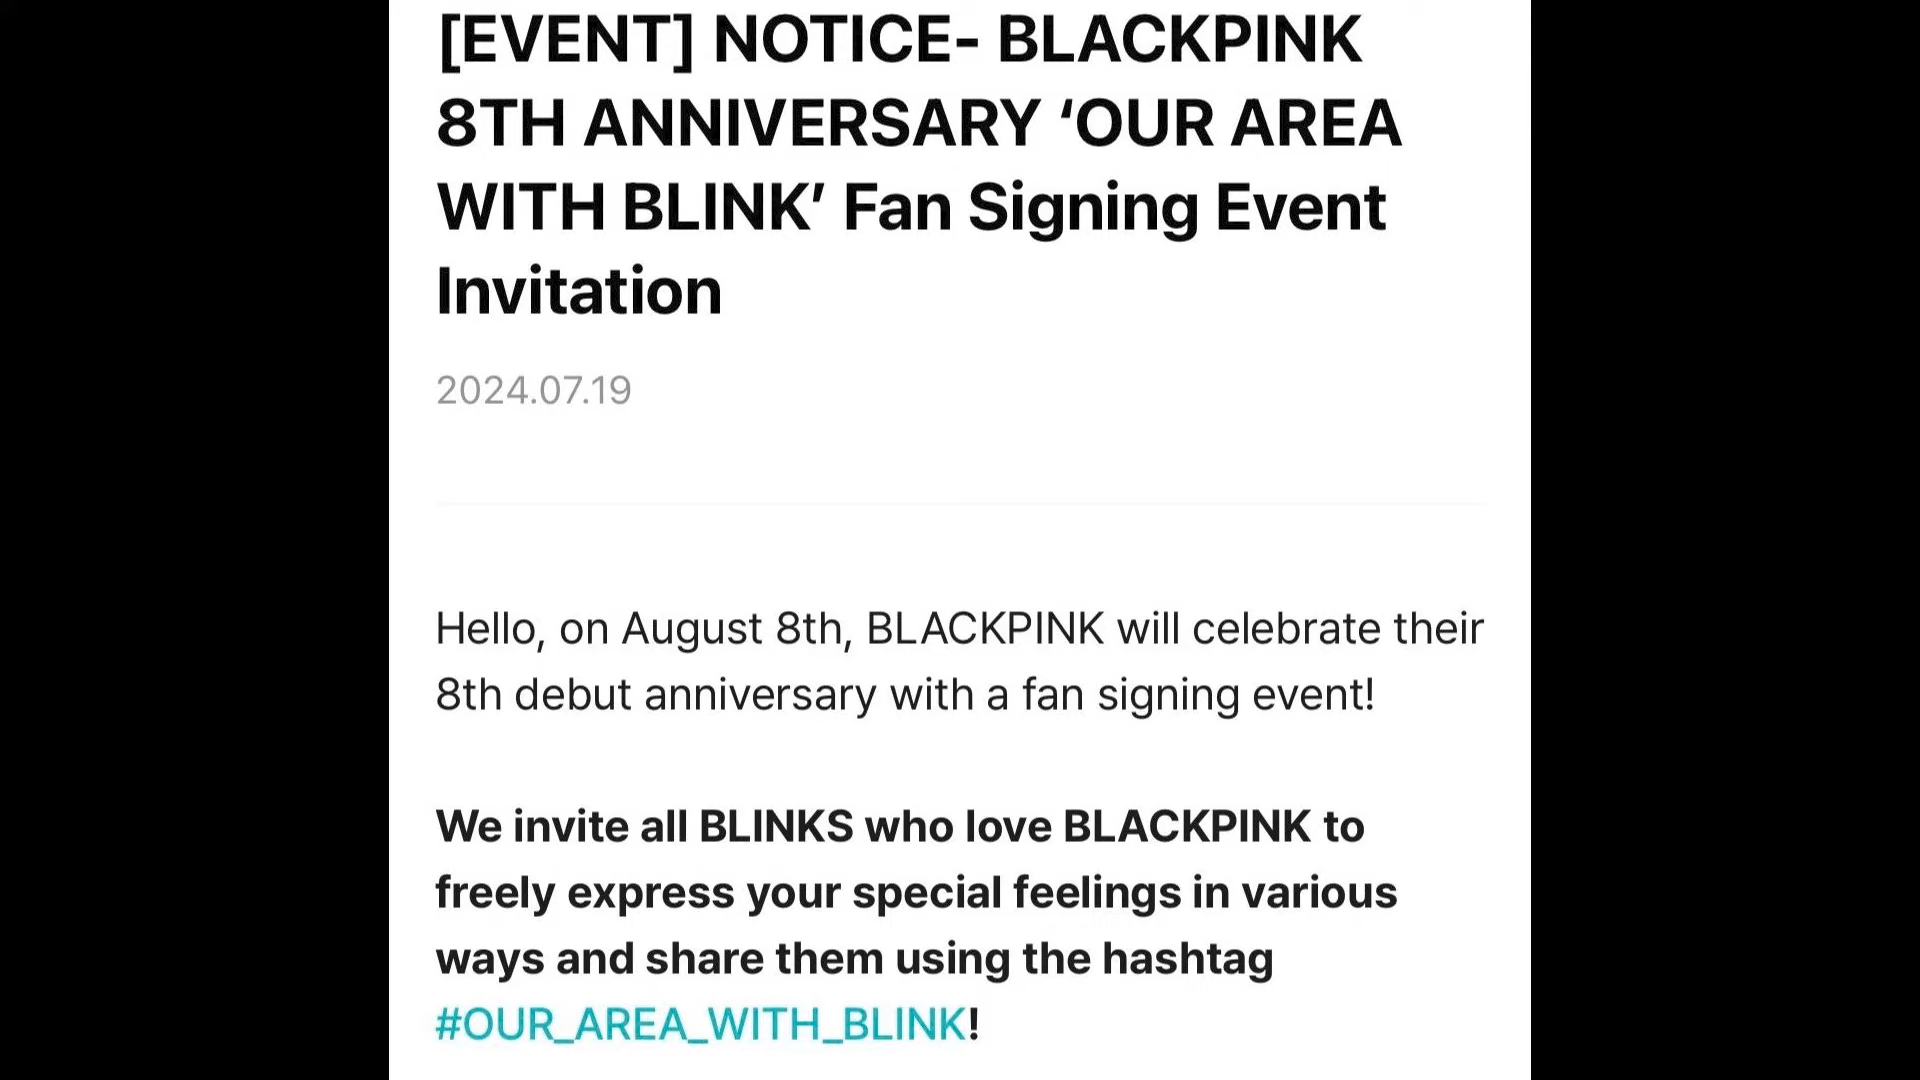 [EVENT] NOTICE- BLACKPINK
8TH ANNIVERSARY ‘OUR AREA
WITH BLINK’ Fan Signing Event
Invitation
2024.07.19
Hello, on August 8th, BLACKPINK will celebrate their
8th debut anniversary with a fan signing event!
We invite all BLINKS who love BLACKPINK to
freely express your special feelings in various
ways and share them using the hashtag
#OUR_AREA_WITH_BLINK!